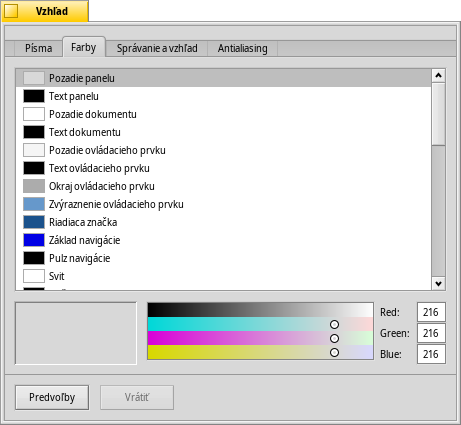 Vzhľad
Písma Farby Správanie a vzhľad Antialiasing
Pozadie panelu
Text panelu
Pozadie dokumentu
Text dokumentu
Pozadie ovládacieho prvku
Text ovládacieho prvku
Okraj ovládacieho prvku
Zvýraznenie ovládacieho prvku
Riadiaca značka
Základ navigácie
Pulz navigácie
Svit
Red: 216
Green: 216
Blue: 216
Predvoľby Vrátiť